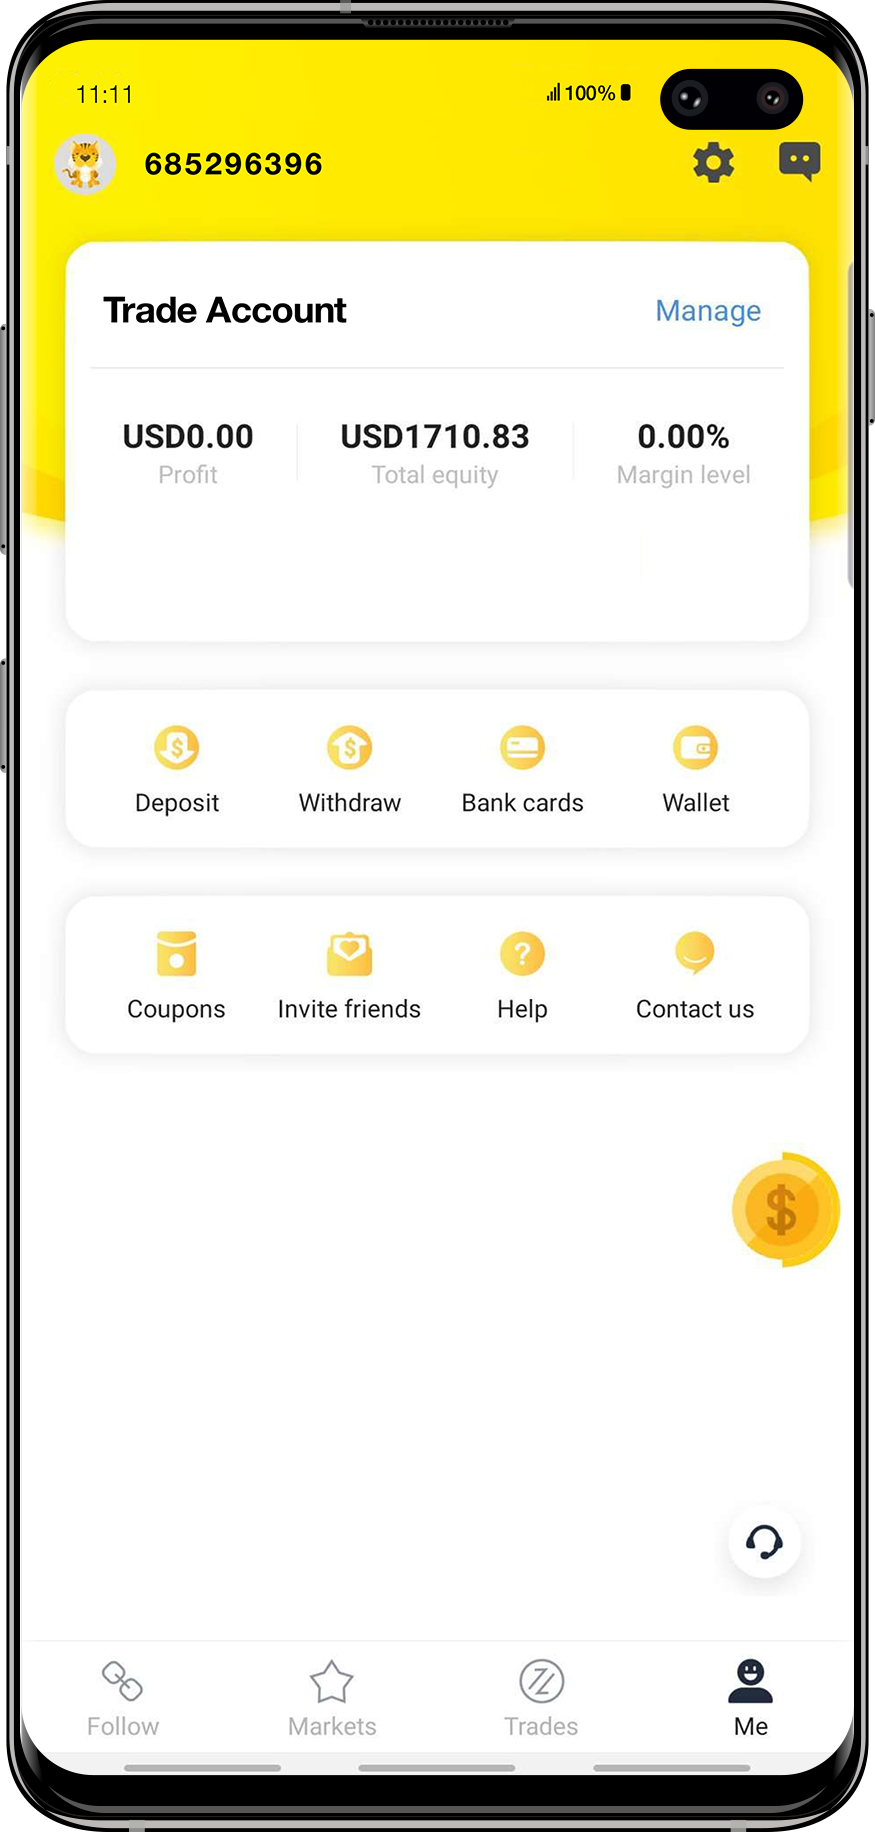 11:11 100%
685296396
Trade Account Manage
USD0.00 USD1710.83 0.00%
Profit Total equity Margin level
Deposit Withdraw Bank cards Wallet
Coupons Invite friends Help Contact us
Follow Markets Trades Me